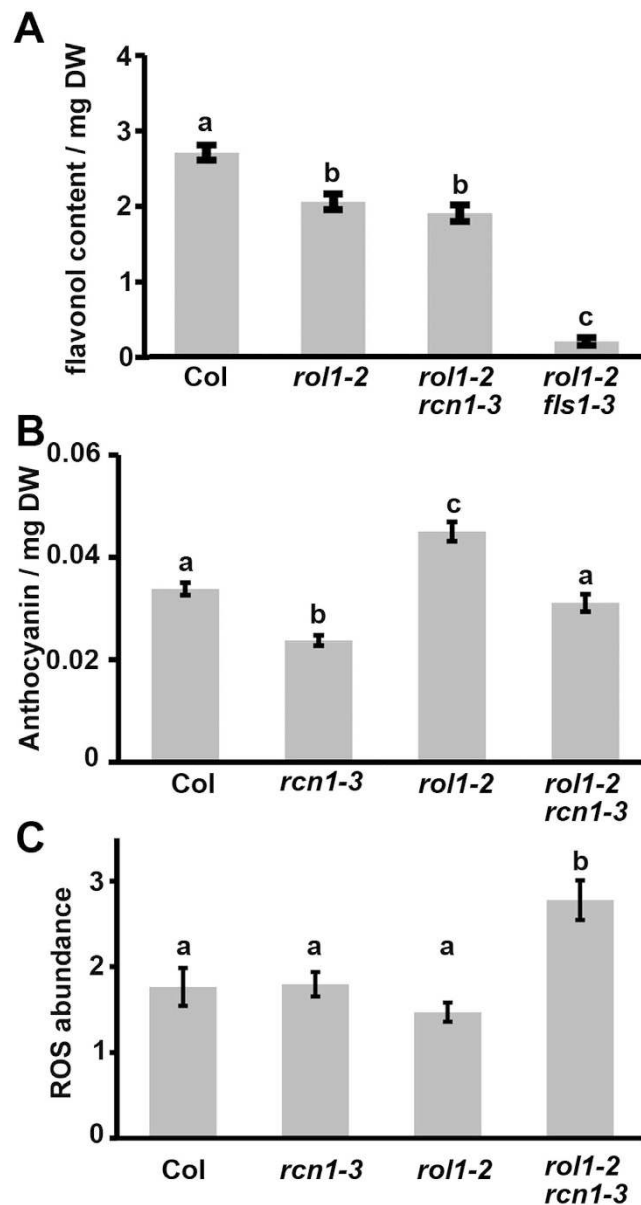 A
flavonol content / mg DW
4
3
2
1
0
a
b
b
c
Col
rol1-2
rol1-2
rcn1-3
rol1-2
fls1-3
B
Anthocyanin / mg DW
0.06
0.04
0.02
0
a
b
c
a
Col
rcn1-3
rol1-2
rol1-2
rcn1-3
C
ROS abundance
3
2
1
0
a
a
a
b
Col
rcn1-3
rol1-2
rol1-2
rcn1-3